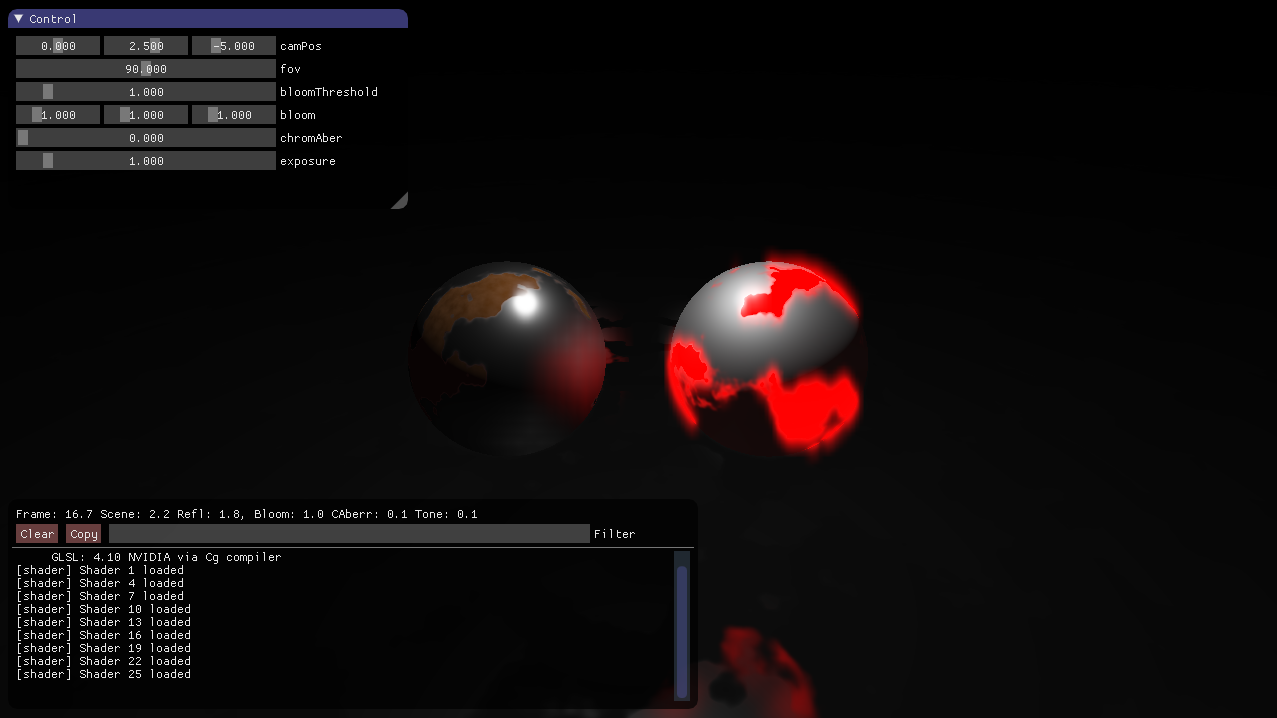 Control
0.000 2.500 -5.000 camPos
90.000 fov
1.000 bloomThreshold
1.000 1.000 1.000 bloom
0.000 chromAber
1.000 exposure
Frame: 16.7 Scene: 2.2 Refl: 1.8, Bloom: 1.0 CAberr: 0.1 Tone: 0.1
Clear Copy Filter
GLSL: 4.10 NVIDIA via Cg compiler
[shader] Shader 1 loaded
[shader] Shader 4 loaded
[shader] Shader 7 loaded
[shader] Shader 10 loaded
[shader] Shader 13 loaded
[shader] Shader 16 loaded
[shader] Shader 19 loaded
[shader] Shader 22 loaded
[shader] Shader 25 loaded